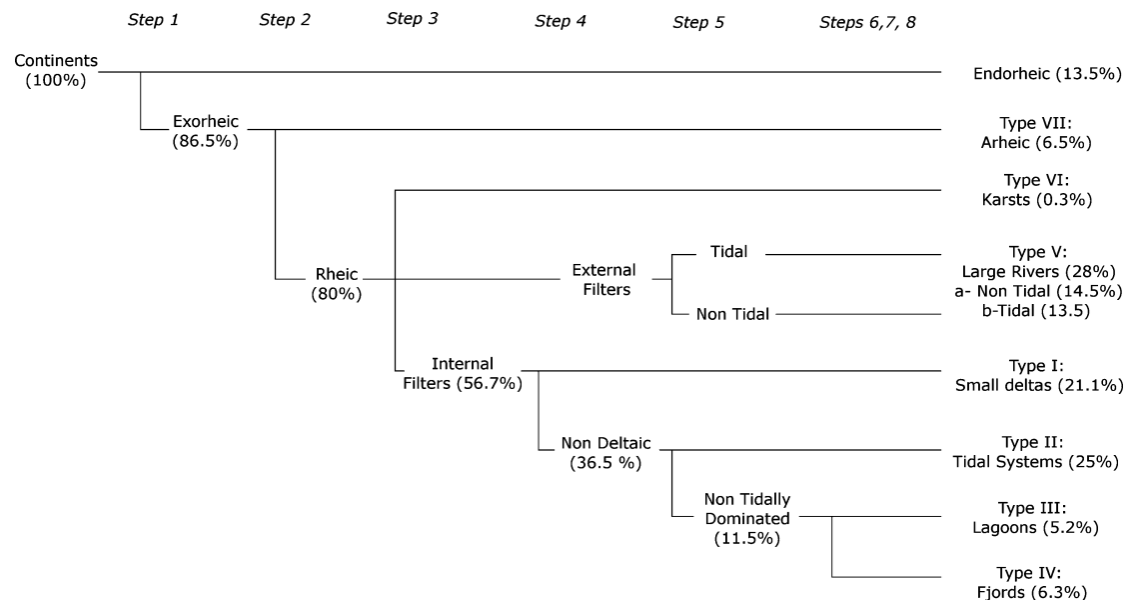 Step 1 Step 2 Step 3 Step 4 Step 5 Steps 6,7, 8
Continents
(100%)
Endorheic (13.5%)
Exorheic
(86.5%)
Type VII:
Arheic (6.5%)
Type VI:
Karsts (0.3%)
Rheic
(80%)
External
Filters
Tidal
Non Tidal
Type V:
Large Rivers (28%)
a- Non Tidal (14.5%)
b-Tidal (13.5)
Internal
Filters (56.7%)
Type I:
Small deltas (21.1%)
Non Deltaic
(36.5 %)
Type II:
Tidal Systems (25%)
Non Tidally
Dominated
(11.5%)
Type III:
Lagoons (5.2%)
Type IV:
Fjords (6.3%)